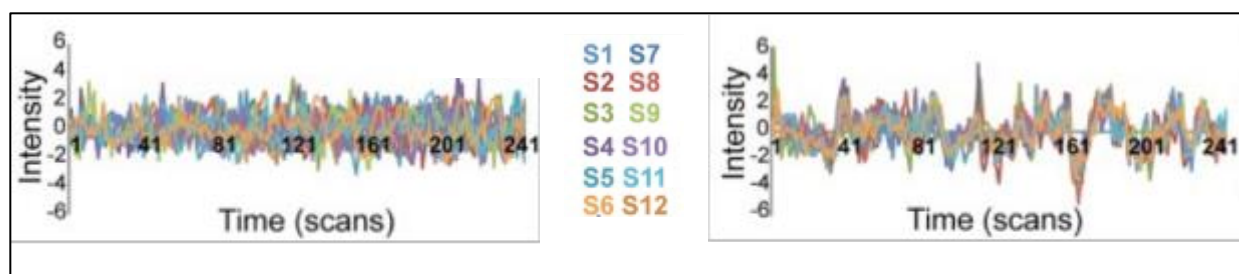 6
4
2
0
-2
-4
-6
Intensity
1 41 81 121 161 201 241
Time (scans)
S1 S7
S2 S8
S3 S9
S4 S10
S5 S11
S6 S12
6
4
2
0
-2
-4
-6
Intensity
1 41 81 121 161 201 241
Time (scans)